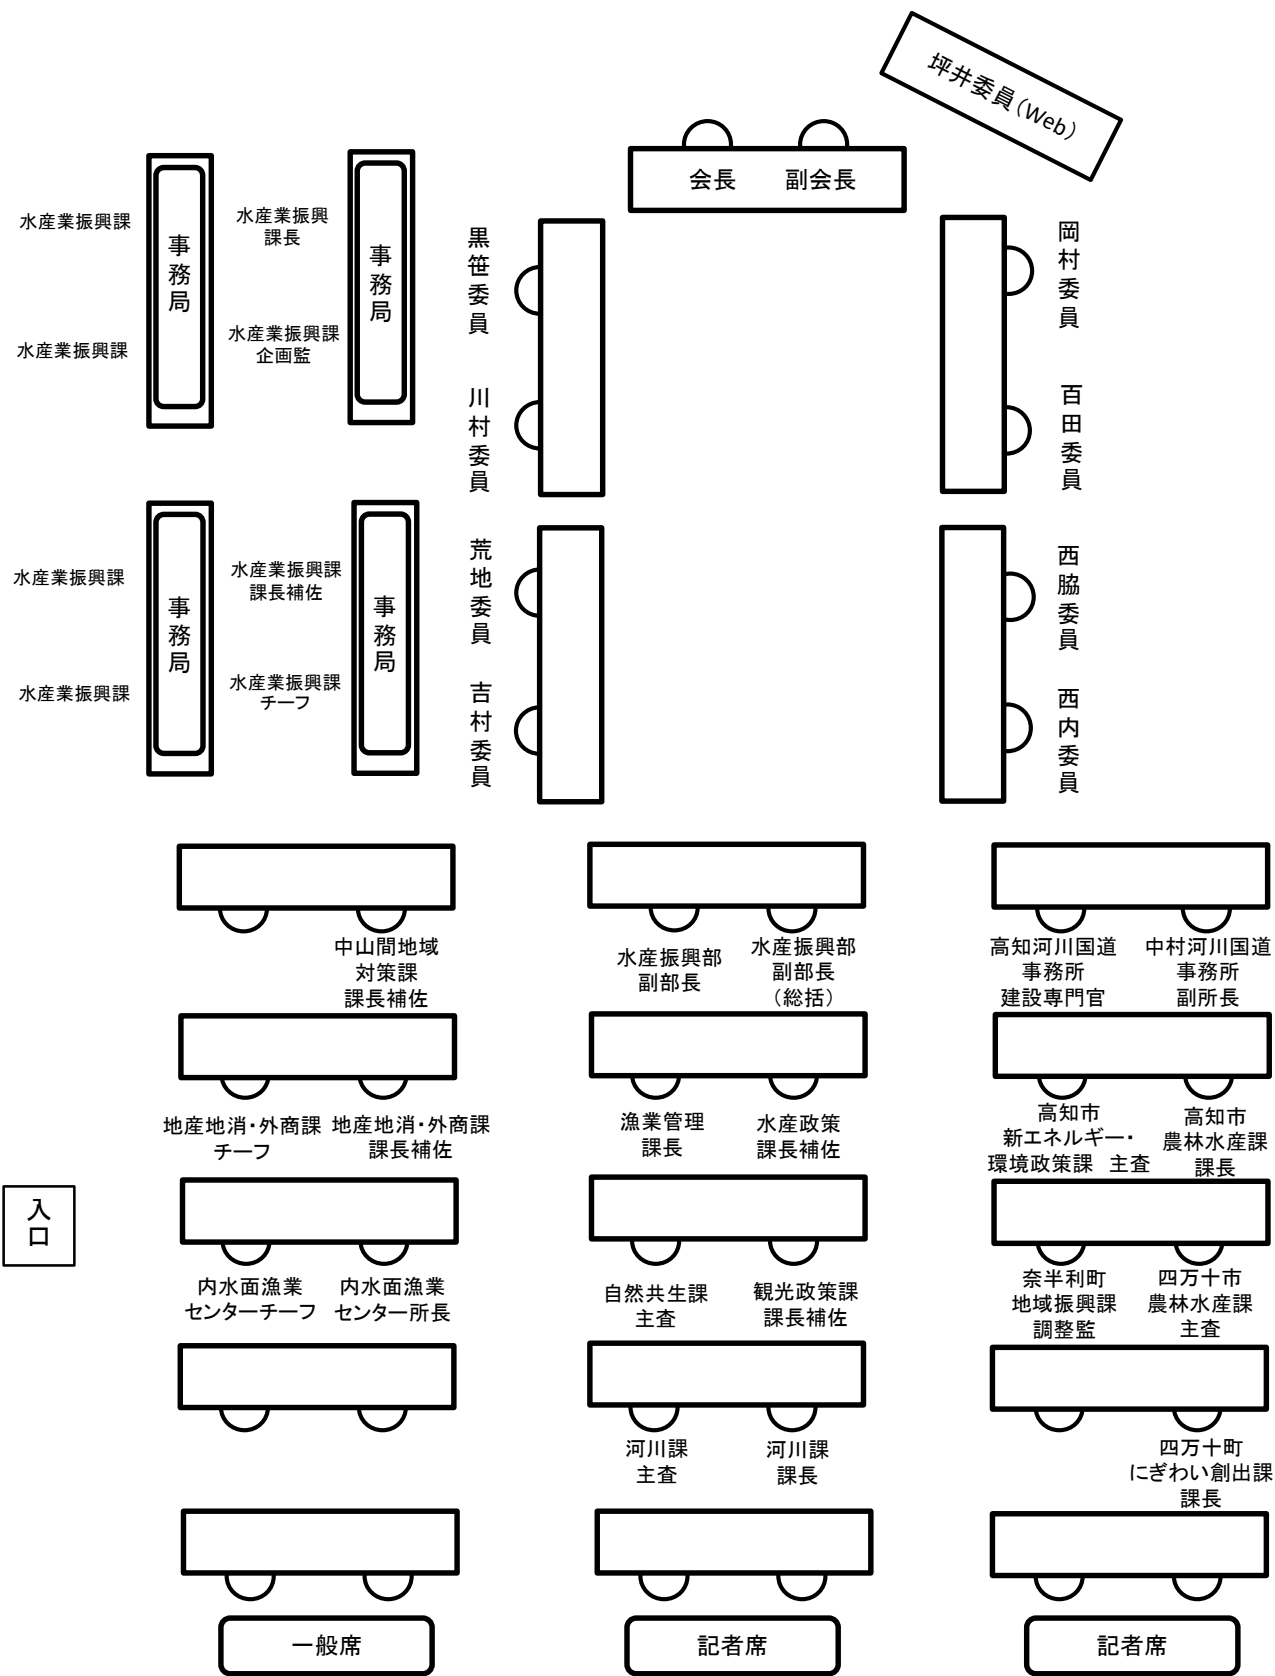 坪井委員（Web）
会長 副会長
水産業振興課
事務局
水産業振興
課長
事務局
水産業振興課
水産業振興課
企画監
黒笹委員
川村委員
岡村委員
百田委員
水産業振興課
事務局
水産業振興課
課長補佐
事務局
水産業振興課
水産業振興課
チーフ
荒地委員
吉村委員
西脇委員
西内委員
中山間地域
対策課
課長補佐
水産振興部
副部長
水産振興部
副部長
（総括）
高知河川国道
事務所
建設専門官
中村河川国道
事務所
副所長
地産地消・外商課
チーフ
地産地消・外商課
課長補佐
漁業管理
課長
水産政策
課長補佐
高知市
新エネルギー・
環境政策課 主査
高知市
農林水産課
課長
入口
内水面漁業
センターチーフ
内水面漁業
センター所長
自然共生課
主査
観光政策課
課長補佐
奈半利町
地域振興課
調整監
四万十市
農林水産課
主査
河川課
主査
河川課
課長
四万十町
にぎわい創出課
課長
一般席
記者席
記者席